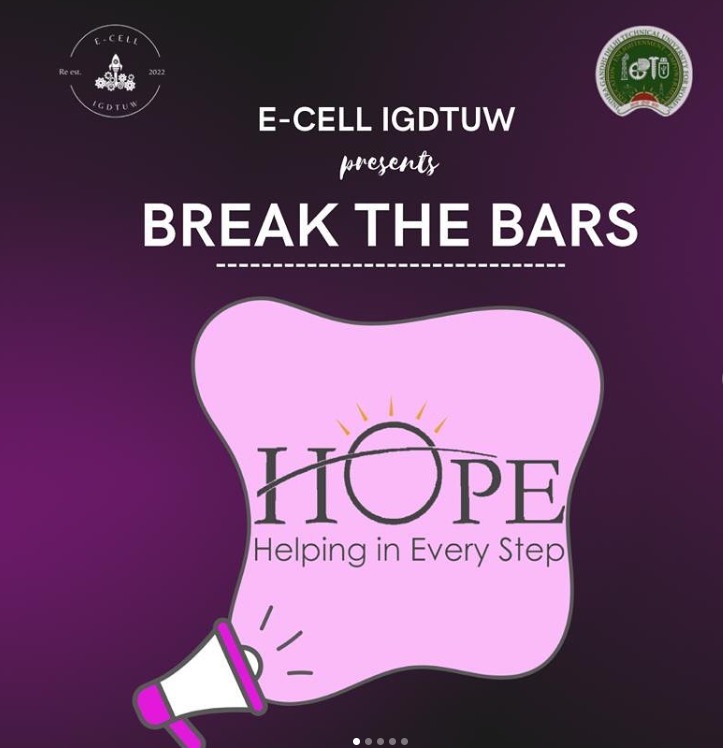 E-CELL
Re est.
2022
IGDTUW
E-CELL IGDTUW
presents
BREAK THE BARS
HOPE
Helping in Every Step